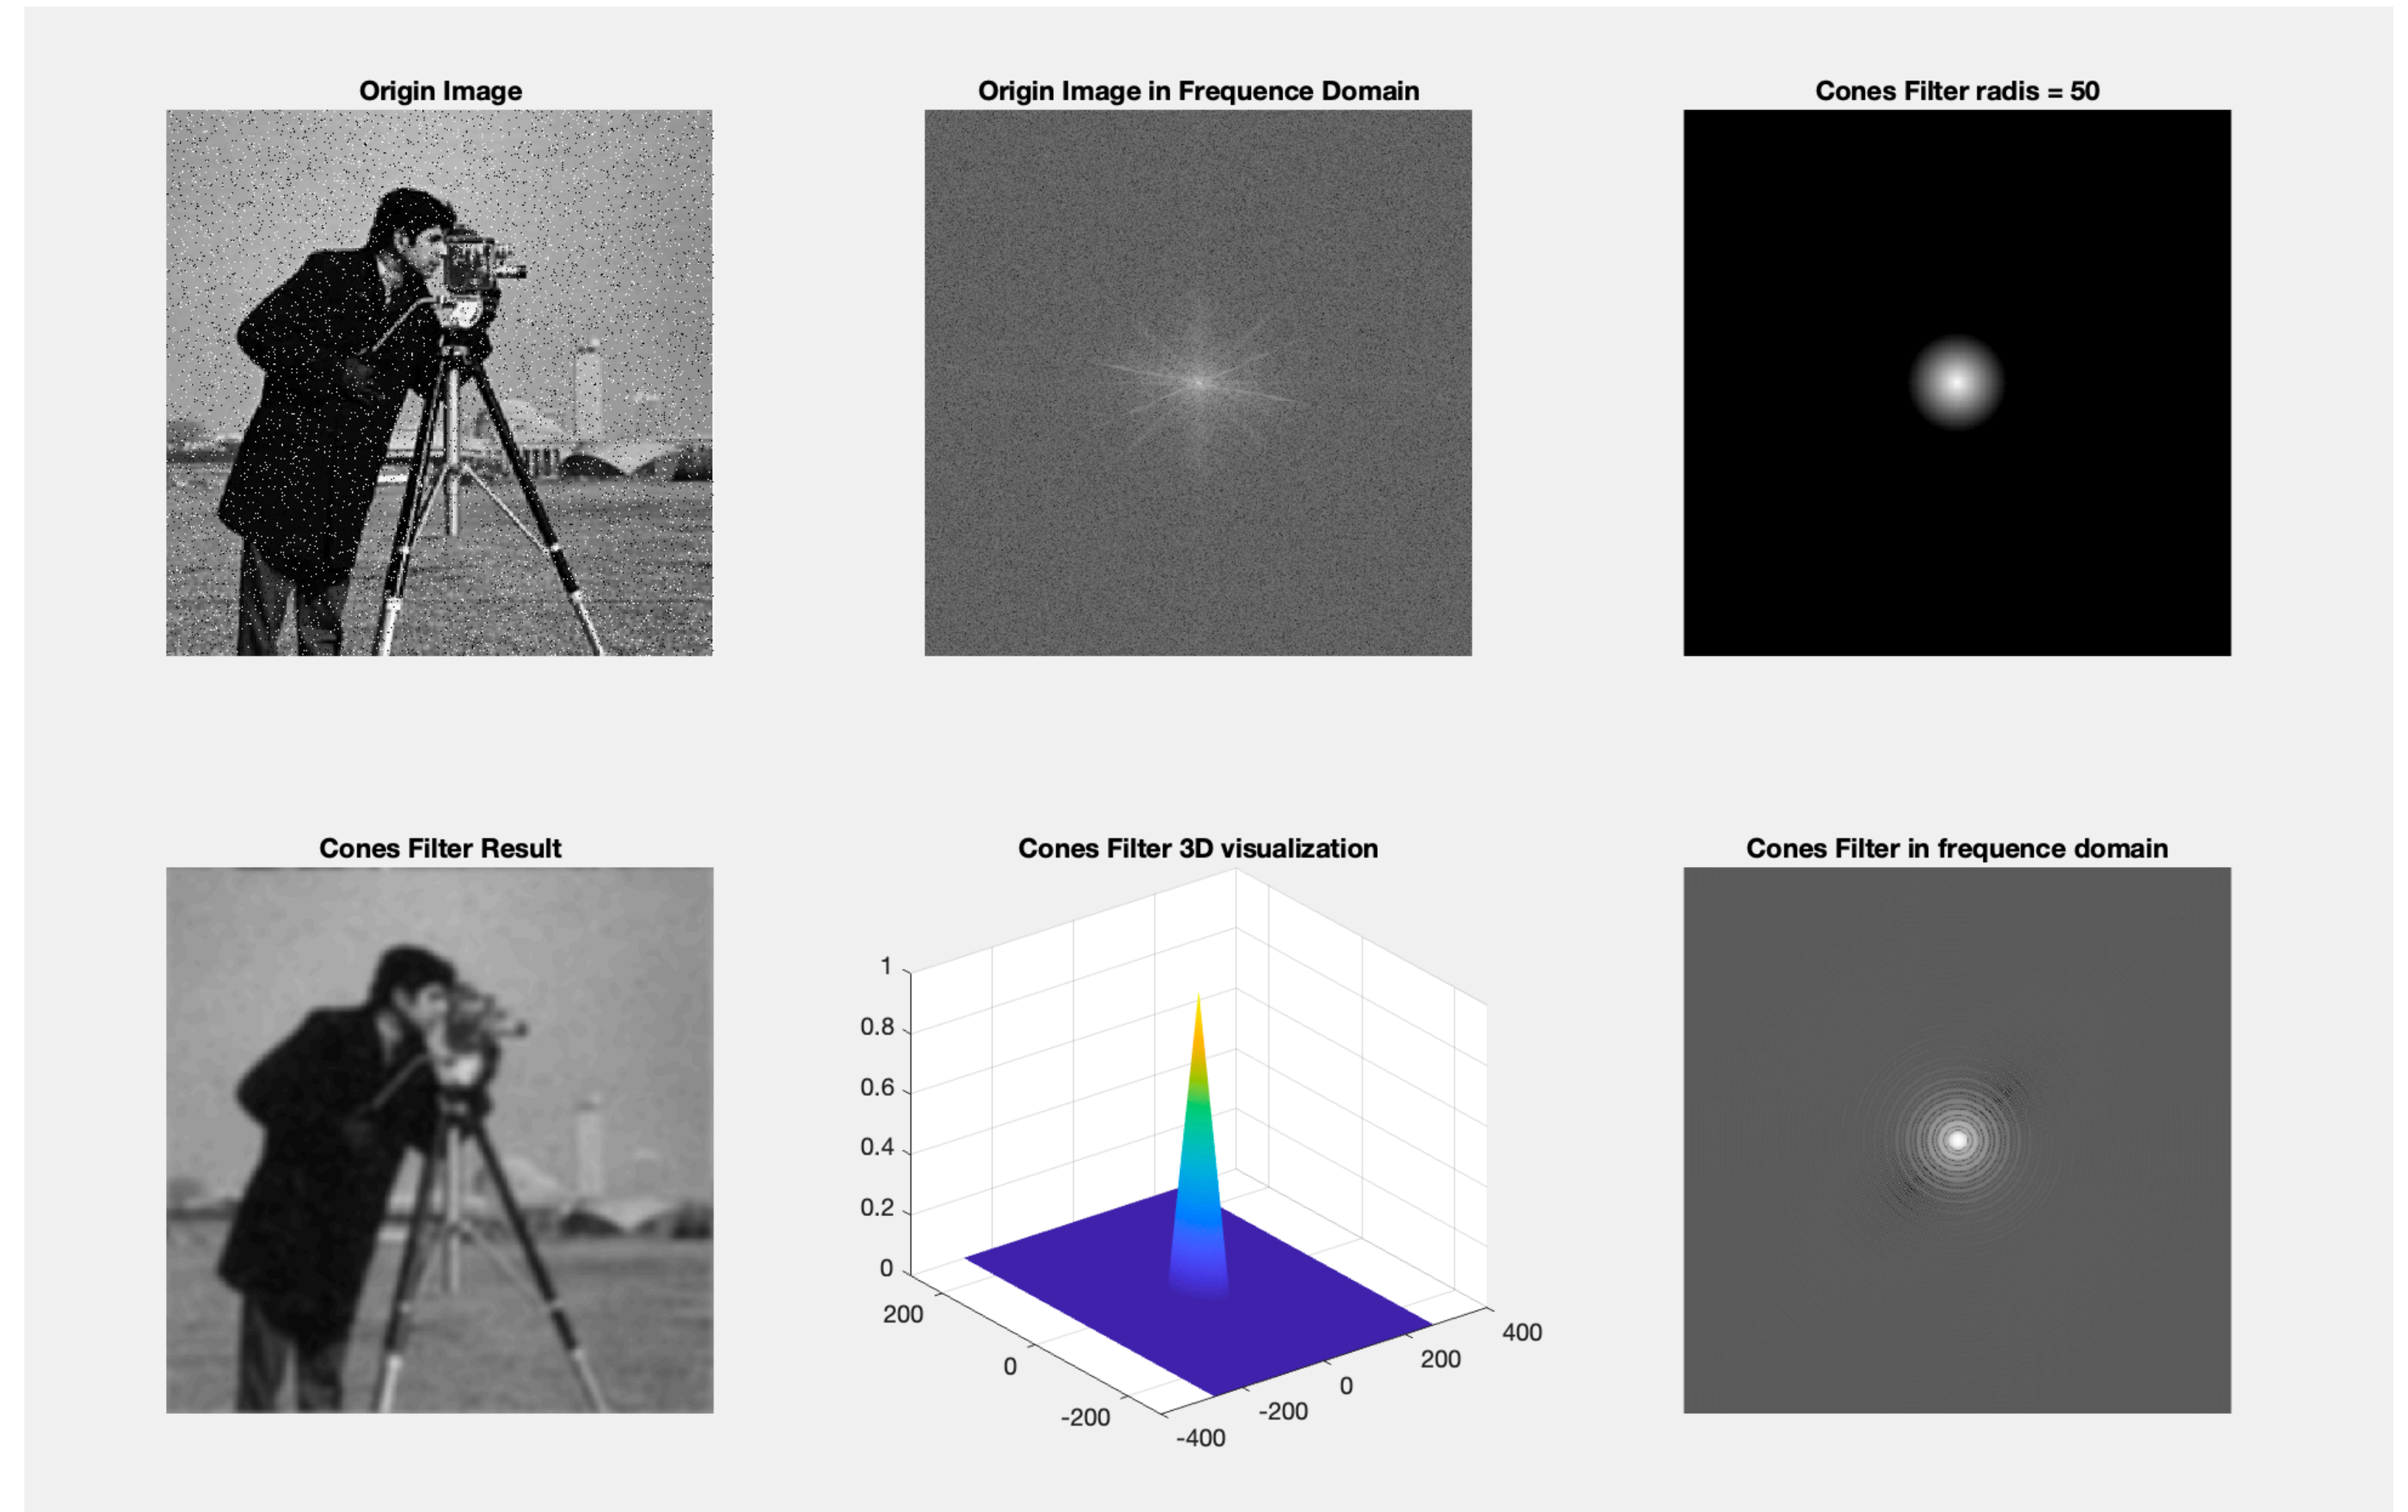 Origin Image
Origin Image in Frequence Domain
Cones Filter radis = 50
Cones Filter Result
Cones Filter 3D visualization
1
0.8
0.6
0.4
0.2
0
200
0
-200
-400
-200
0
200
400
Cones Filter in frequence domain